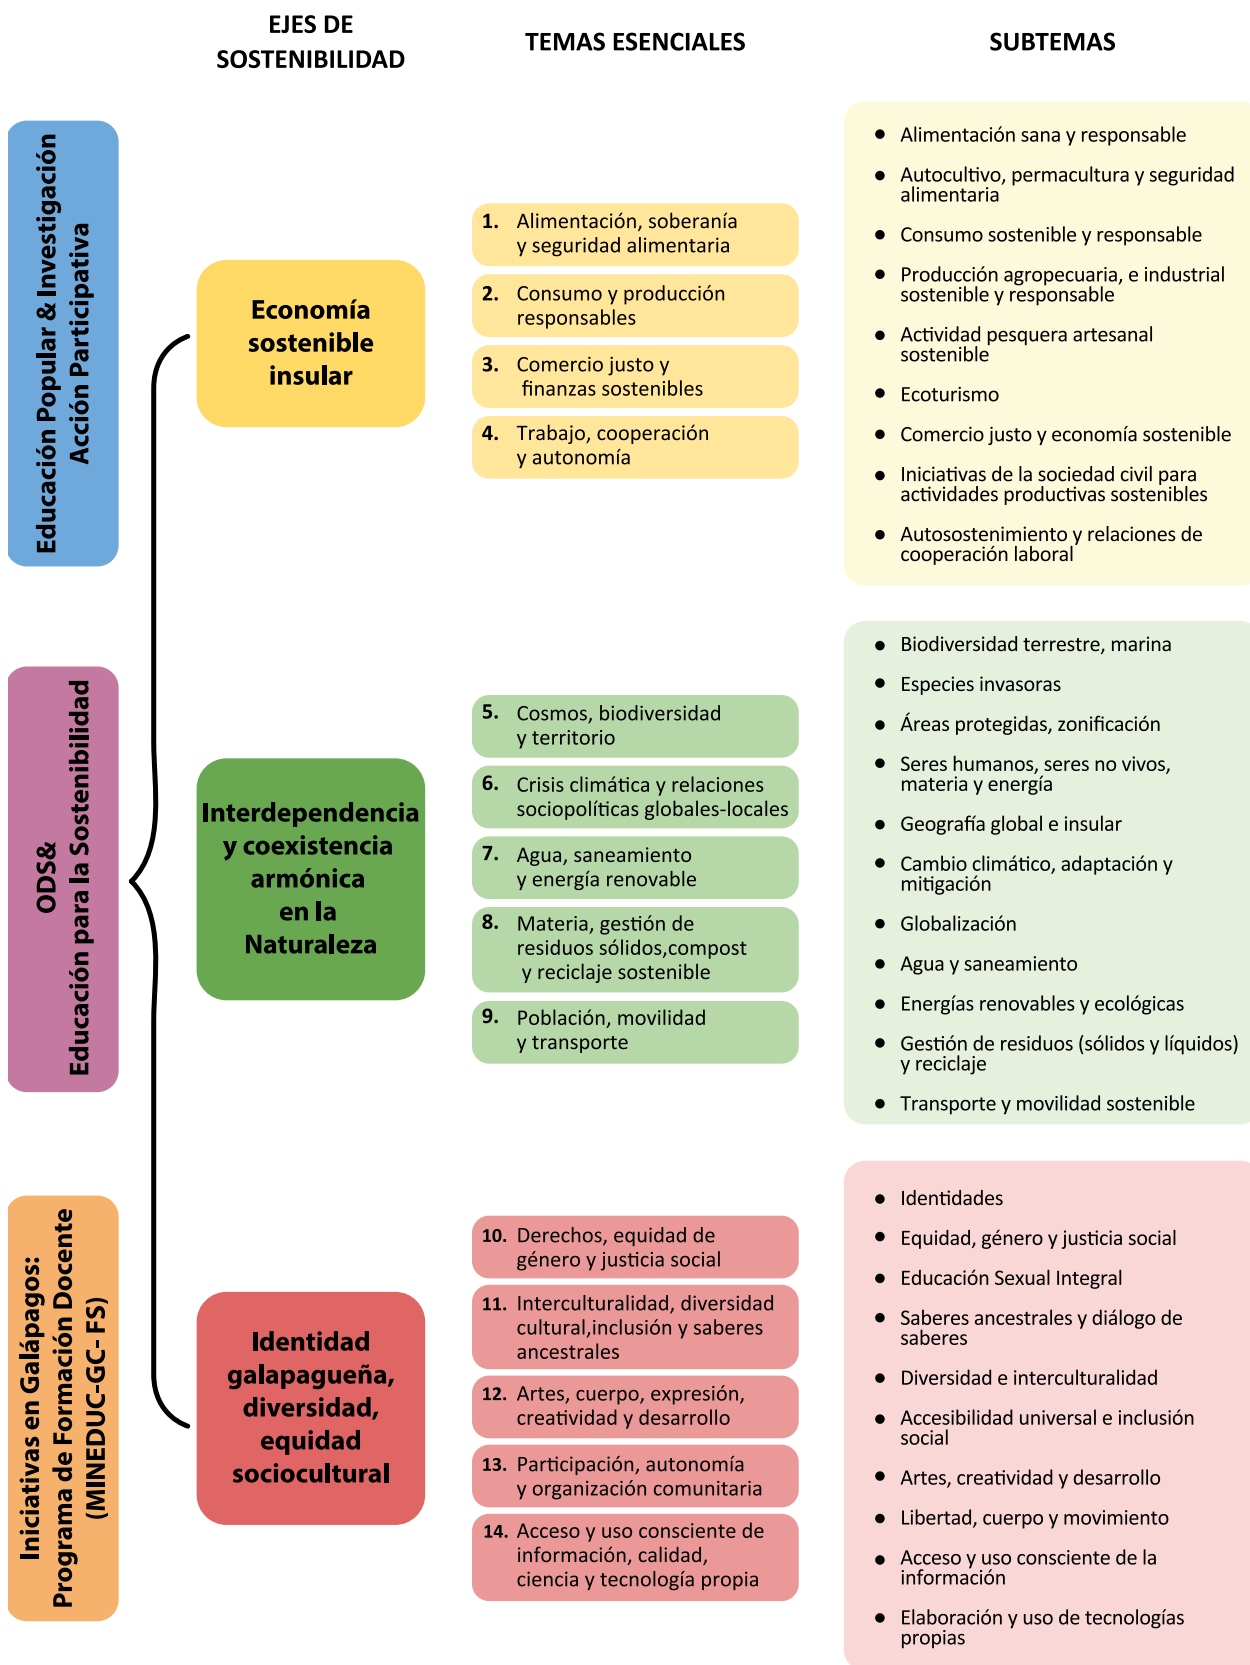 EJES DE
SOSTENIBILIDAD
TEMAS ESENCIALES
SUBTEMAS
Educación Popular & Investigación
Acción Participativa
ODS&
Educación para la Sostenibilidad
Iniciativas en Galápagos:
Programa de Formación Docente
(MINEDUC-GC- FS)
Economía
sostenible
insular
1. Alimentación, soberanía
y seguridad alimentaria
2. Consumo y producción
responsables
3. Comercio justo y
finanzas sostenibles
4. Trabajo, cooperación
y autonomía
• Alimentación sana y responsable
• Autocultivo, permacultura y seguridad
alimentaria
• Consumo sostenible y responsable
• Producción agropecuaria, e industrial
sostenible y responsable
• Actividad pesquera artesanal
sostenible
• Ecoturismo
• Comercio justo y economía sostenible
• Iniciativas de la sociedad civil para
actividades productivas sostenibles
• Autosostenimiento y relaciones de
cooperación laboral
Interdependencia
y coexistencia
armónica
en la
Naturaleza
5. Cosmos, biodiversidad
y territorio
6. Crisis climática y relaciones
sociopolíticas globales-locales
7. Agua, saneamiento
y energía renovable
8. Materia, gestión de
residuos sólidos,compost
y reciclaje sostenible
9. Población, movilidad
y transporte
• Biodiversidad terrestre, marina
• Especies invasoras
• Áreas protegidas, zonificación
• Seres humanos, seres no vivos,
materia y energía
• Geografía global e insular
• Cambio climático, adaptación y
mitigación
• Globalización
• Agua y saneamiento
• Energías renovables y ecológicas
• Gestión de residuos (sólidos y líquidos)
y reciclaje
• Transporte y movilidad sostenible
Identidad
galapagueña,
diversidad,
equidad
sociocultural
10. Derechos, equidad de
género y justicia social
11. Interculturalidad, diversidad
cultural,inclusión y saberes
ancestrales
12. Artes, cuerpo, expresión,
creatividad y desarrollo
13. Participación, autonomía
y organización comunitaria
14. Acceso y uso consciente de
información, calidad,
ciencia y tecnología propia
• Identidades
• Equidad, género y justicia social
• Educación Sexual Integral
• Saberes ancestrales y diálogo de
saberes
• Diversidad e interculturalidad
• Accesibilidad universal e inclusión
social
• Artes, creatividad y desarrollo
• Libertad, cuerpo y movimiento
• Acceso y uso consciente de la
información
• Elaboración y uso de tecnologías
propias